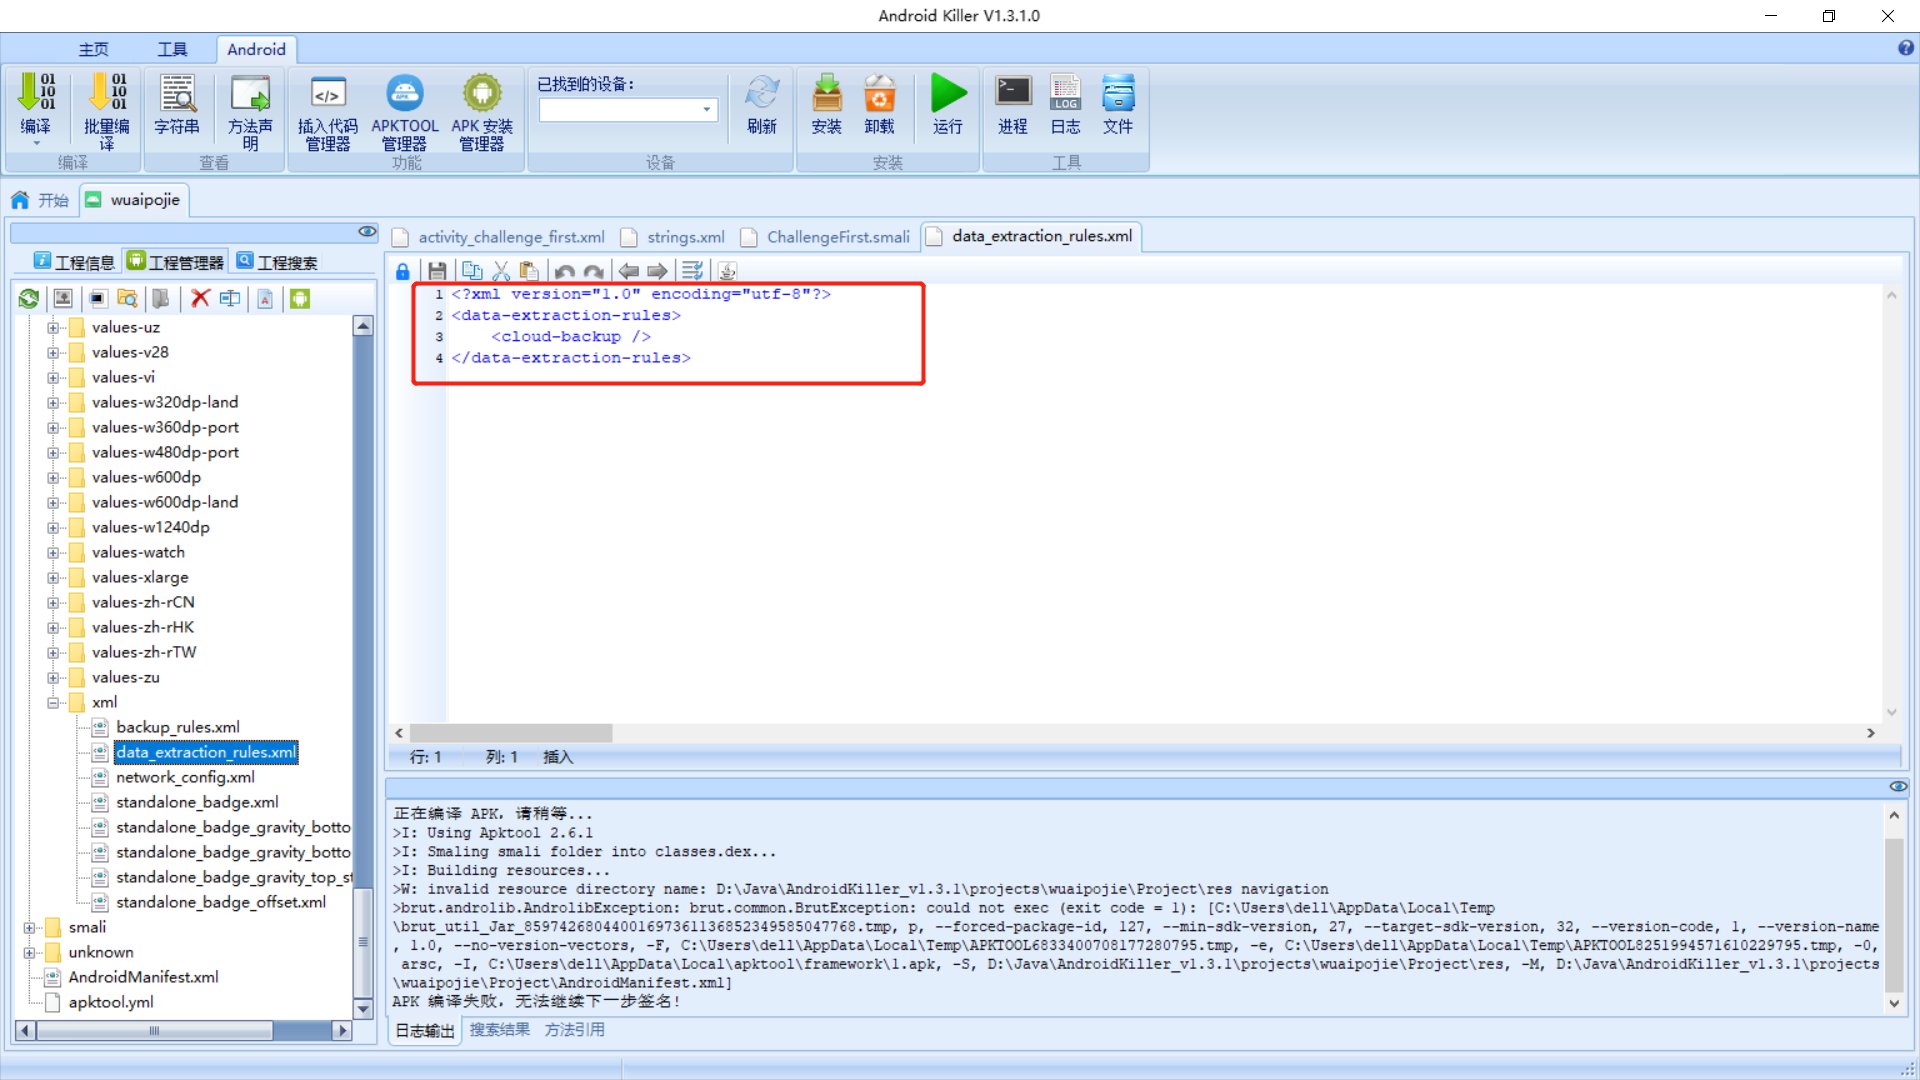 Android Killer V1.3.1.0
主页 工具 Android
编译
批量编译
字符串
方法声明
插入代码管理器
APKTOOL 管理器
APK 安装管理器
已找到的设备:
刷新
安装
卸载
运行
进程
日志
文件
编译 查看 功能 设备 安装 工具
开始 wuaipojie
工程信息 工程管理器 工程搜索
values-uz
values-v28
values-vi
values-w320dp-land
values-w360dp-port
values-w480dp-port
values-w600dp
values-w600dp-land
values-w1240dp
values-watch
values-xlarge
values-zh-rCN
values-zh-rHK
values-zh-rTW
values-zu
xml
backup_rules.xml
data_extraction_rules.xml
network_config.xml
standalone_badge.xml
standalone_badge_gravity_botto
standalone_badge_gravity_botto
standalone_badge_gravity_top_st
standalone_badge_offset.xml
smali
unknown
AndroidManifest.xml
apktool.yml
activity_challenge_first.xml strings.xml ChallengeFirst.smali data_extraction_rules.xml
1 <?xml version="1.0" encoding="utf-8"?>
2 <data-extraction-rules>
3 <cloud-backup />
4 </data-extraction-rules>
行: 1 列: 1 插入
正在编译 APK, 请稍等...
>I: Using Apktool 2.6.1
>I: Smaling smali folder into classes.dex...
>I: Building resources...
>W: invalid resource directory name: D:\Java\AndroidKiller_v1.3.1\projects\wuaipojie\Project\res navigation
>brut.androlib.AndrolibException: brut.common.BrutException: could not exec (exit code = 1): [C:\Users\dell\AppData\Local\Temp
\brut_util_Jar_85974268044001697361136852349585047768.tmp, p, --forced-package-id, 127, --min-sdk-version, 27, --target-sdk-version, 32, --version-code, 1, --version-name
, 1.0, --no-version-vectors, -F, C:\Users\dell\AppData\Local\Temp\APKTOOL6833400708177280795.tmp, -e, C:\Users\dell\AppData\Local\Temp\APKTOOL8251994571610229795.tmp, -0,
arsc, -I, C:\Users\dell\AppData\Local\apktool\framework\1.apk, -S, D:\Java\AndroidKiller_v1.3.1\projects\wuaipojie\Project\res, -M, D:\Java\AndroidKiller_v1.3.1\projects
\wuaipojie\Project\AndroidManifest.xml]
APK 编译失败, 无法继续下一步签名!
日志输出 搜索结果 方法引用